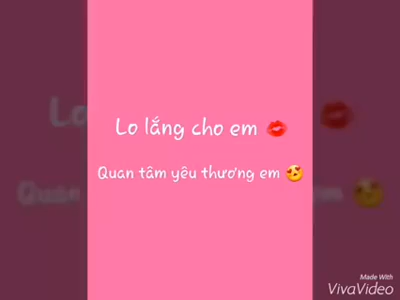 Lo lắng cho em 💋
Quan tâm yêu thương em 😍
Made With
VivaVideo